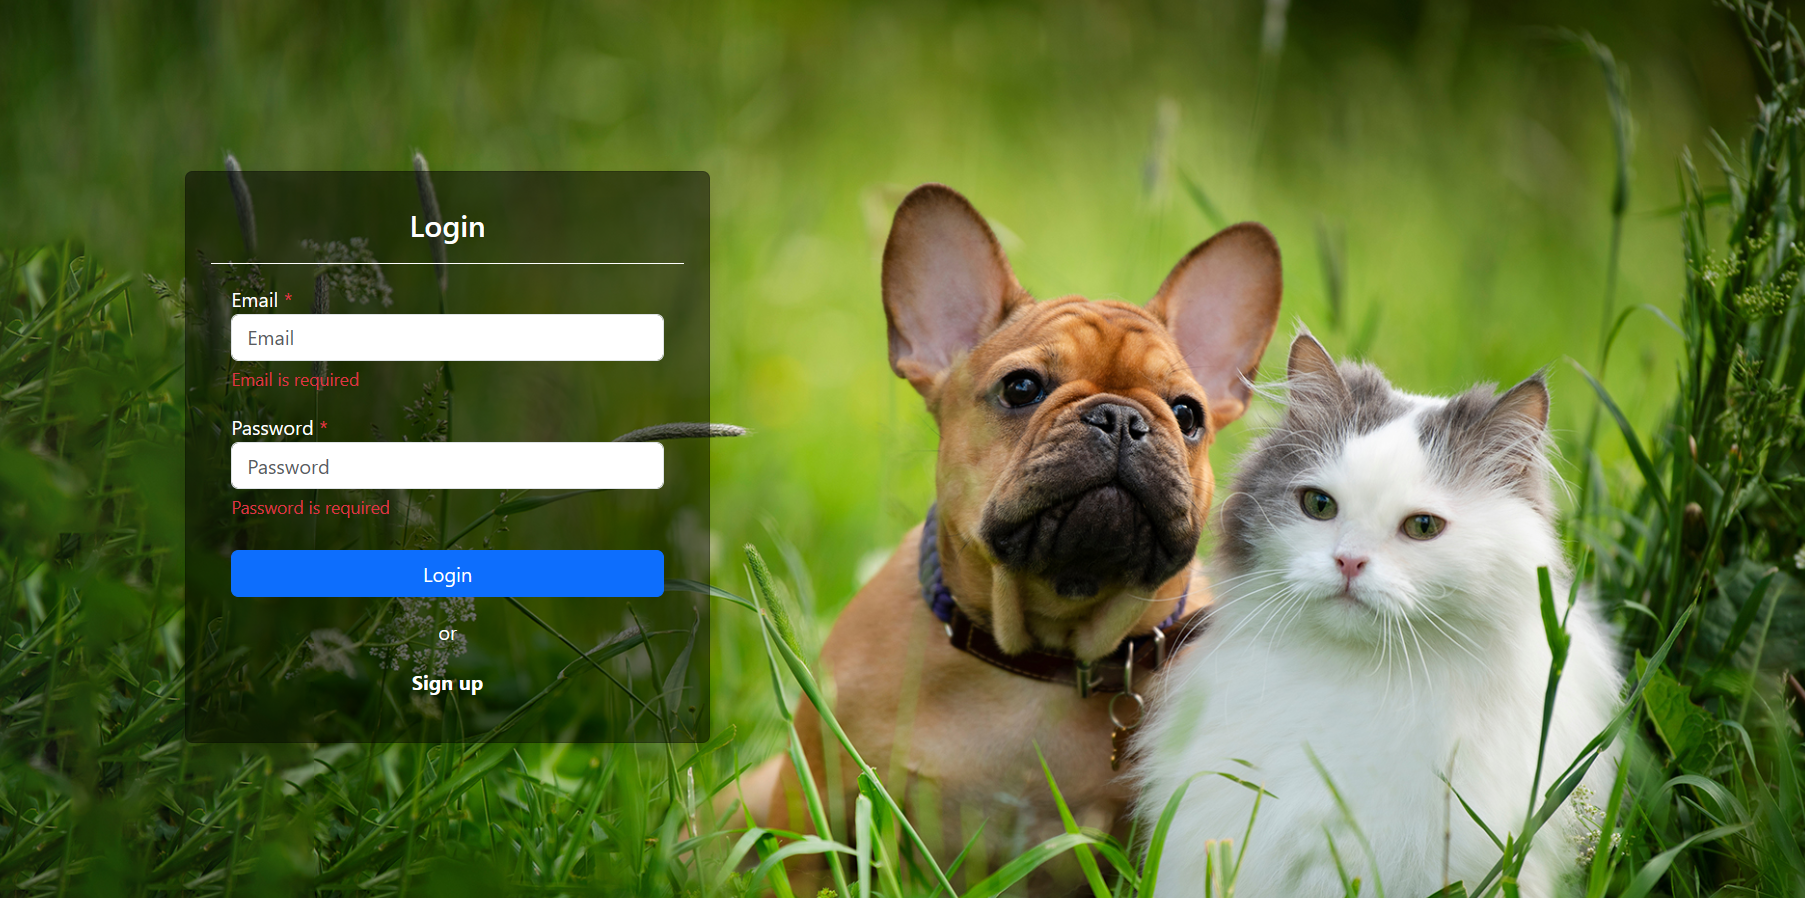 Login
Email *
Email
Email is required
Password *
Password
Password is required
Login
or
Sign up